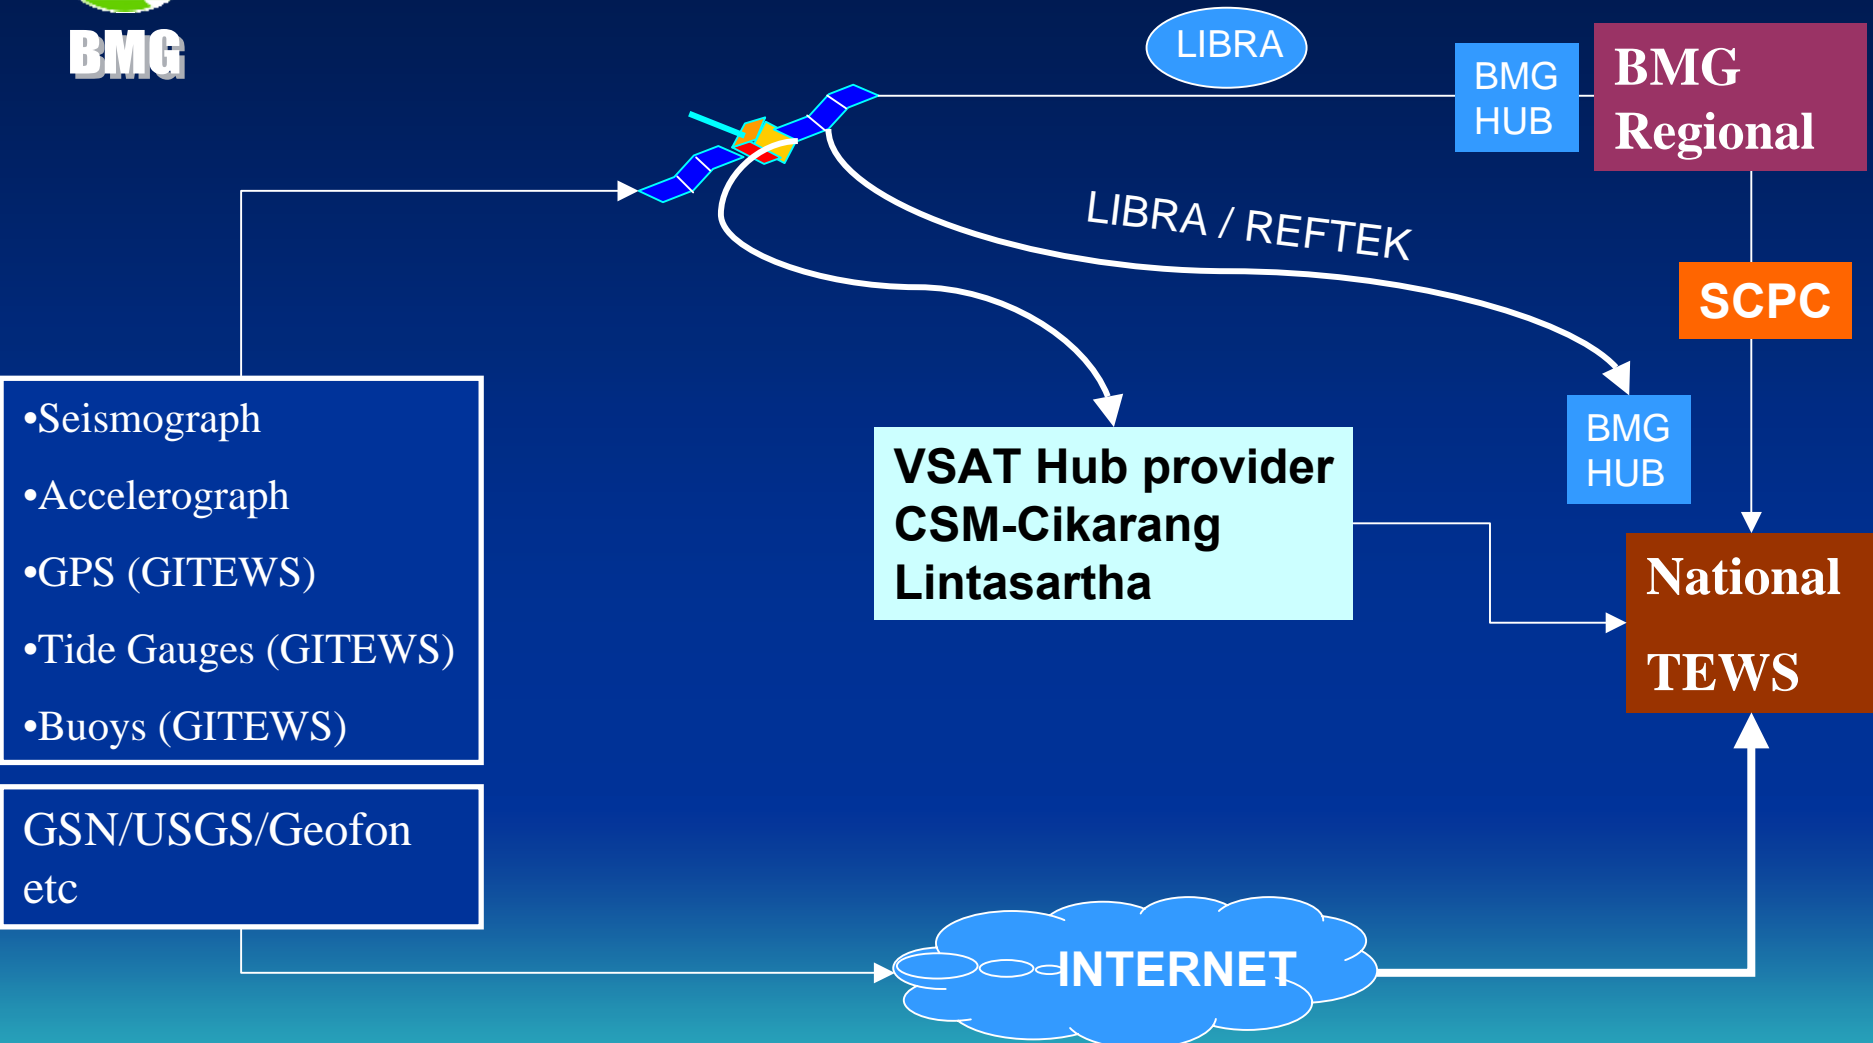 BMG
LIBRA
BMG
HUB
BMG
Regional
LIBRA / REFTEK
SCPC
•Seismograph
•Accelerograph
•GPS (GITEWS)
•Tide Gauges (GITEWS)
•Buoys (GITEWS)
VSAT Hub provider
CSM-Cikarang
Lintasartha
BMG
HUB
National
TEWS
GSN/USGS/Geofon
etc
INTERNET